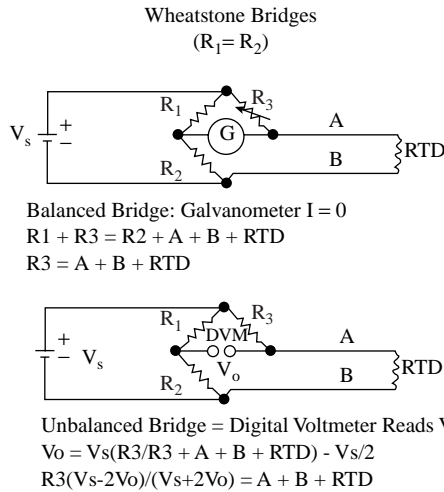 Wheatstone Bridges
(R₁= R₂)
R₁
R₃
Vₛ
+
−
G
A
R₂
B
RTD
Balanced Bridge: Galvanometer I = 0
R1 + R3 = R2 + A + B + RTD
R3 = A + B + RTD
R₁
R₃
DVM
A
+
−
Vₛ
Vₒ
R₂
B
RTD
Unbalanced Bridge = Digital Voltmeter Reads V
Vo = Vs(R3/R3 + A + B + RTD) - Vs/2
R3(Vs-2Vo)/(Vs+2Vo) = A + B + RTD